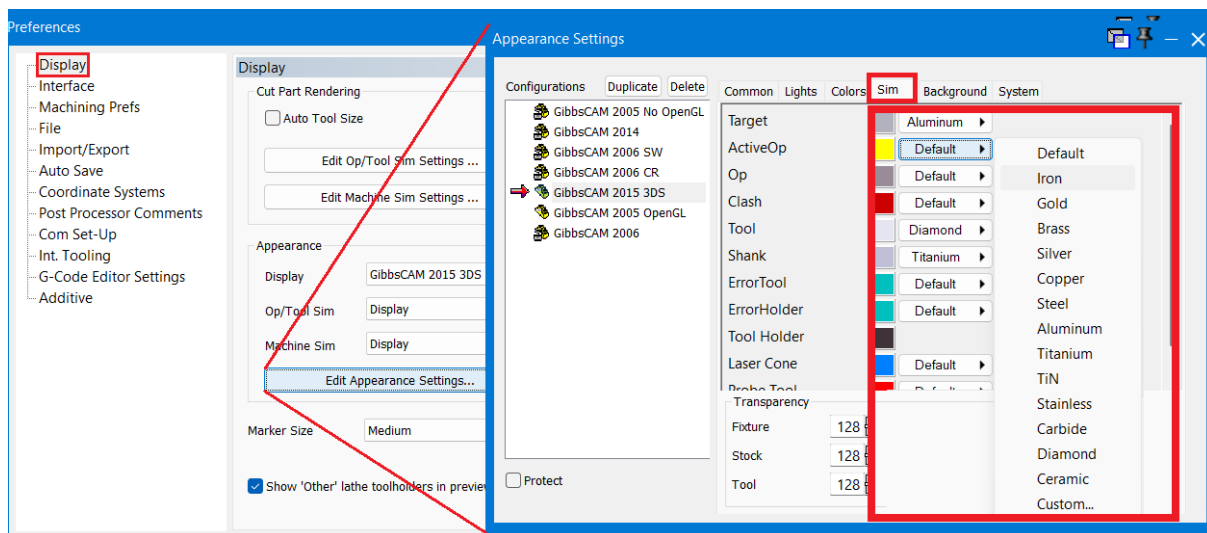 Preferences
Display
Interface
Machining Prefs
File
Import/Export
Auto Save
Coordinate Systems
Post Processor Comments
Com Set-Up
Int. Tooling
G-Code Editor Settings
Additive
Display
Cut Part Rendering
Auto Tool Size
Edit Op/Tool Sim Settings ...
Edit Machine Sim Settings ...
Appearance
Display GibbsCAM 2015 3DS
Op/Tool Sim Display
Machine Sim Display
Edit Appearance Settings...
Marker Size Medium
Show 'Other' lathe toolholders in
Appearance Settings
Configurations Duplicate Delete
GibbsCAM 2005 No OpenGL
GibbsCAM 2014
GibbsCAM 2006 SW
GibbsCAM 2006 CR
GibbsCAM 2015 3DS
GibbsCAM 2005 OpenGL
GibbsCAM 2006
Protect
Common Lights Colors Sim Background System
Target Aluminum
ActiveOp Default
Op Default
Clash Default
Tool Diamond
Shank Titanium
ErrorTool Default
ErrorHolder Default
Tool Holder
Laser Cone Default
Probe Tool
Transparency
Fixture 128
Stock 128
Tool 128
Default
Iron
Gold
Brass
Silver
Copper
Steel
Aluminum
Titanium
TiN
Stainless
Carbide
Diamond
Ceramic
Custom...